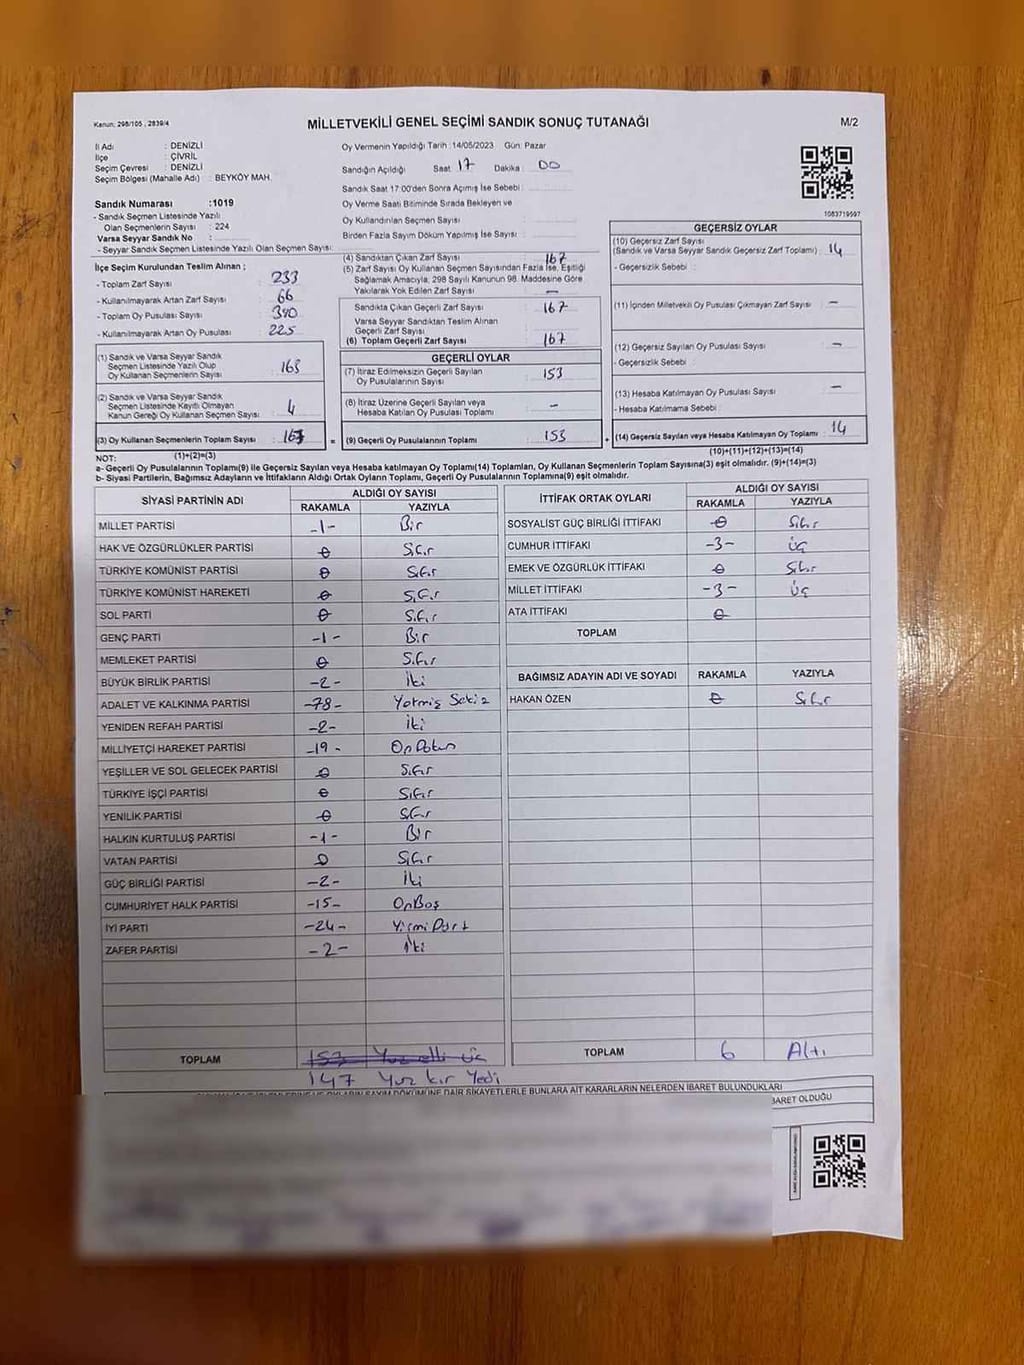 Kanun: 298/105 , 2839/4
MİLLETVEKİLİ GENEL SEÇİMİ SANDIK SONUÇ TUTANAĞI
M/2
İl Adı : DENİZLİ
İlçe : ÇİVRİL
Seçim Çevresi : DENİZLİ
Seçim Bölgesi (Mahalle Adı) : BEYKÖY MAH.
Sandık Numarası :1019
- Sandık Seçmen Listesinde Yazılı
Olan Seçmenlerin Sayısı : 224
Varsa Seyyar Sandık No :
- Seyyar Sandık Seçmen Listesinde Yazılı Olan Seçmen Sayısı:
Oy Vermenin Yapıldığı Tarih :14/05/2023 Gün: Pazar
Sandığın Açıldığı Saat 17 Dakika : 00
Sandık Saat 17:00'den Sonra Açımış İse Sebebi :
Oy Verme Saati Bitiminde Sırada Bekleyen ve
Oy Kullandırılan Seçmen Sayısı :
Birden Fazla Sayım Döküm Yapılmış İse Sayısı :
1083719597
İlçe Seçim Kurulundan Teslim Alınan ;
- Toplam Zarf Sayısı : 233
- Kullanılmayarak Artan Zarf Sayısı : 66
- Toplam Oy Pusulası Sayısı : 390
- Kullanılmayarak Artan Oy Pusulası : 225
(1) Sandık ve Varsa Seyyar Sandık
Seçmen Listesinde Yazılı Olup
Oy Kullanan Seçmenlerin Sayısı : 163
(2) Sandık ve Varsa Seyyar Sandık
Seçmen Listesinde Kayıtlı Olmayan
Kanun Gereği Oy Kullanan Seçmen Sayısı : 4
(3) Oy Kullanan Seçmenlerin Toplam Sayısı : 167 =
(4) Sandıktan Çıkan Zarf Sayısı : 167
(5) Zarf Sayısı Oy Kullanan Seçmen Sayısından Fazla İse, Eşitliği
Sağlamak Amacıyla, 298 Sayılı Kanunun 98. Maddesine Göre
Yakılarak Yok Edilen Zarf Sayısı : —
Sandıkta Çıkan Geçerli Zarf Sayısı : 167
Varsa Seyyar Sandıktan Teslim Alınan
Geçerli Zarf Sayısı :
(6) Toplam Geçerli Zarf Sayısı : 167
GEÇERLİ OYLAR
(7) İtiraz Edilmeksizin Geçerli Sayılan
Oy Pusulalarının Sayısı : 153
(8) İtiraz Üzerine Geçerli Sayılan veya
Hesaba Katılan Oy Pusulası Toplamı : –
(9) Geçerli Oy Pusulalarının Toplamı : 153 +
GEÇERSİZ OYLAR
(10) Geçersiz Zarf Sayısı
(Sandık ve Varsa Seyyar Sandık Geçersiz Zarf Toplamı) : 14
- Geçersizlik Sebebi :
(11) İçinden Milletvekili Oy Pusulası Çıkmayan Zarf Sayısı : –
(12) Geçersiz Sayılan Oy Pusulası Sayısı : –
- Geçersizlik Sebebi :
(13) Hesaba Katılmayan Oy Pusulası Sayısı : –
- Hesaba Katılmama Sebebi :
(14) Geçersiz Sayılan veya Hesaba Katılmayan Oy Toplamı : 14
NOT: (1)+(2)=(3) (10)+(11)+(12)+(13)=(14)
a- Geçerli Oy Pusulalarının Toplamı(9) ile Geçersiz Sayılan veya Hesaba katılmayan Oy Toplamı(14) Toplamları, Oy Kullanan Seçmenlerin Toplam Sayısına(3) eşit olmalıdır. (9)+(14)=(3)
b- Siyasi Partilerin, Bağımsız Adayların ve İttifakların Aldığı Ortak Oyların Toplamı, Geçerli Oy Pusulalarının Toplamına(9) eşit olmalıdır.
SİYASİ PARTİNİN ADI ALDIĞI OY SAYISI
RAKAMLA YAZIYLA
MİLLET PARTİSİ -1- Bir
HAK VE ÖZGÜRLÜKLER PARTİSİ 0 Sıfır
TÜRKİYE KOMÜNİST PARTİSİ 0 Sıfır
TÜRKİYE KOMÜNİST HAREKETİ 0 Sıfır
SOL PARTİ 0 Sıfır
GENÇ PARTİ -1- Bir
MEMLEKET PARTİSİ 0 Sıfır
BÜYÜK BİRLİK PARTİSİ -2- İki
ADALET VE KALKINMA PARTİSİ -78- Yetmiş Sekiz
YENİDEN REFAH PARTİSİ -2- İki
MİLLİYETÇİ HAREKET PARTİSİ -19- On Dokuz
YEŞİLLER VE SOL GELECEK PARTİSİ 0 Sıfır
TÜRKİYE İŞÇİ PARTİSİ 0 Sıfır
YENİLİK PARTİSİ 0 Sıfır
HALKIN KURTULUŞ PARTİSİ -1- Bir
VATAN PARTİSİ 0 Sıfır
GÜÇ BİRLİĞİ PARTİSİ -2- İki
CUMHURİYET HALK PARTİSİ -15- OnBeş
İYİ PARTİ -24- Yirmi Dört
ZAFER PARTİSİ -2- İki
TOPLAM 153 Yuz elli üç
147 Yuz kır Yedi
İTTİFAK ORTAK OYLARI ALDIĞI OY SAYISI
RAKAMLA YAZIYLA
SOSYALİST GÜÇ BİRLİĞİ İTTİFAKI 0 Sıfır
CUMHUR İTTİFAKI -3- Üç
EMEK VE ÖZGÜRLÜK İTTİFAKI 0 Sıfır
MİLLET İTTİFAKI -3- Üç
ATA İTTİFAKI 0
TOPLAM
BAĞIMSIZ ADAYIN ADI VE SOYADI RAKAMLA YAZIYLA
HAKAN ÖZEN 0 Sıfır
TOPLAM 6 Altı
DÖKÜMÜNE DAİR ŞİKAYETLERLE BUNLARA AİT KARARLARIN NELERDEN İBARET BULUNDUKLARI
BARET OLDUĞU